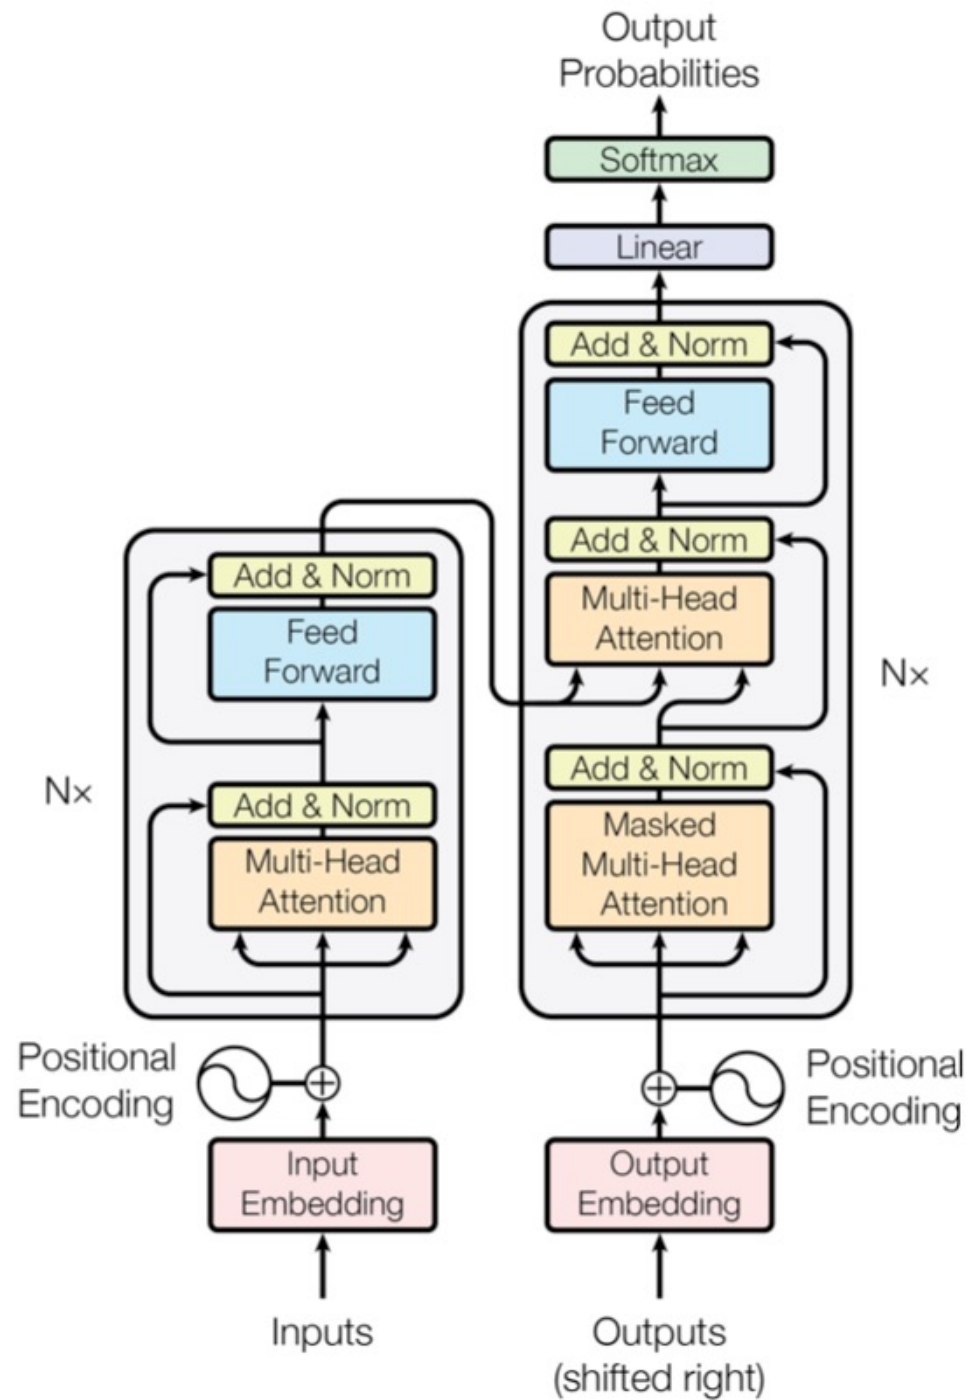 Output
Probabilities
Softmax
Linear
Add & Norm
Feed
Forward
Add & Norm
Multi-Head
Attention
Nx
Add & Norm
Masked
Multi-Head
Attention
Add & Norm
Feed
Forward
Nx
Add & Norm
Multi-Head
Attention
Positional
Encoding
Positional
Encoding
Input
Embedding
Output
Embedding
Inputs
Outputs
(shifted right)